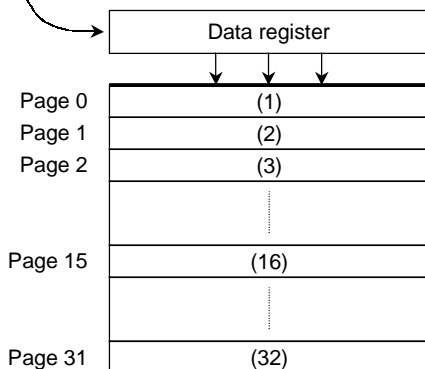 Data register
Page 0 (1)
Page 1 (2)
Page 2 (3)
Page 15 (16)
Page 31 (32)